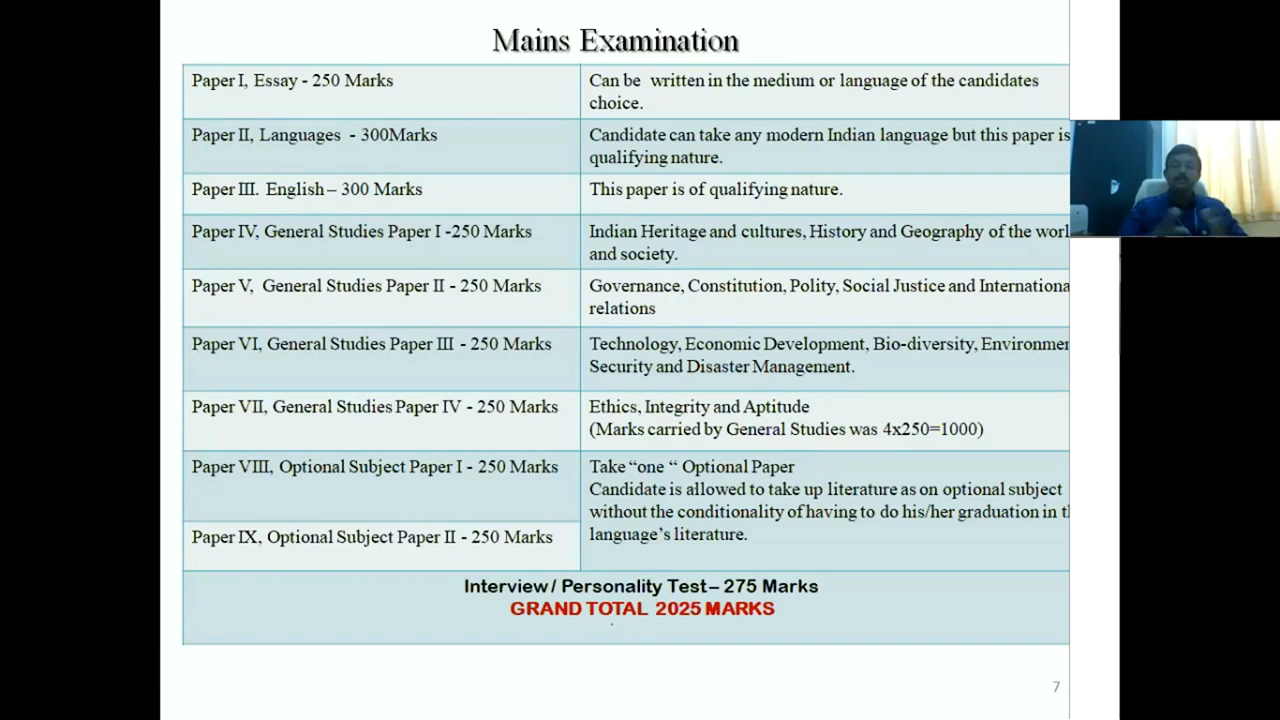 Mains Examination
Paper I, Essay - 250 Marks
Can be written in the medium or language of the candidates
choice.
Paper II, Languages - 300Marks
Candidate can take any modern Indian language but this paper is
qualifying nature.
Paper III. English – 300 Marks
This paper is of qualifying nature.
Paper IV, General Studies Paper I -250 Marks
Indian Heritage and cultures, History and Geography of the worl
and society.
Paper V, General Studies Paper II - 250 Marks
Governance, Constitution, Polity, Social Justice and Internationa
relations
Paper VI, General Studies Paper III - 250 Marks
Technology, Economic Development, Bio-diversity, Environmen
Security and Disaster Management.
Paper VII, General Studies Paper IV - 250 Marks
Ethics, Integrity and Aptitude
(Marks carried by General Studies was 4x250=1000)
Paper VIII, Optional Subject Paper I - 250 Marks
Take “one “ Optional Paper
Candidate is allowed to take up literature as on optional subject
without the conditionality of having to do his/her graduation in th
language’s literature.
Paper IX, Optional Subject Paper II - 250 Marks
Interview / Personality Test – 275 Marks
GRAND TOTAL 2025 MARKS
7